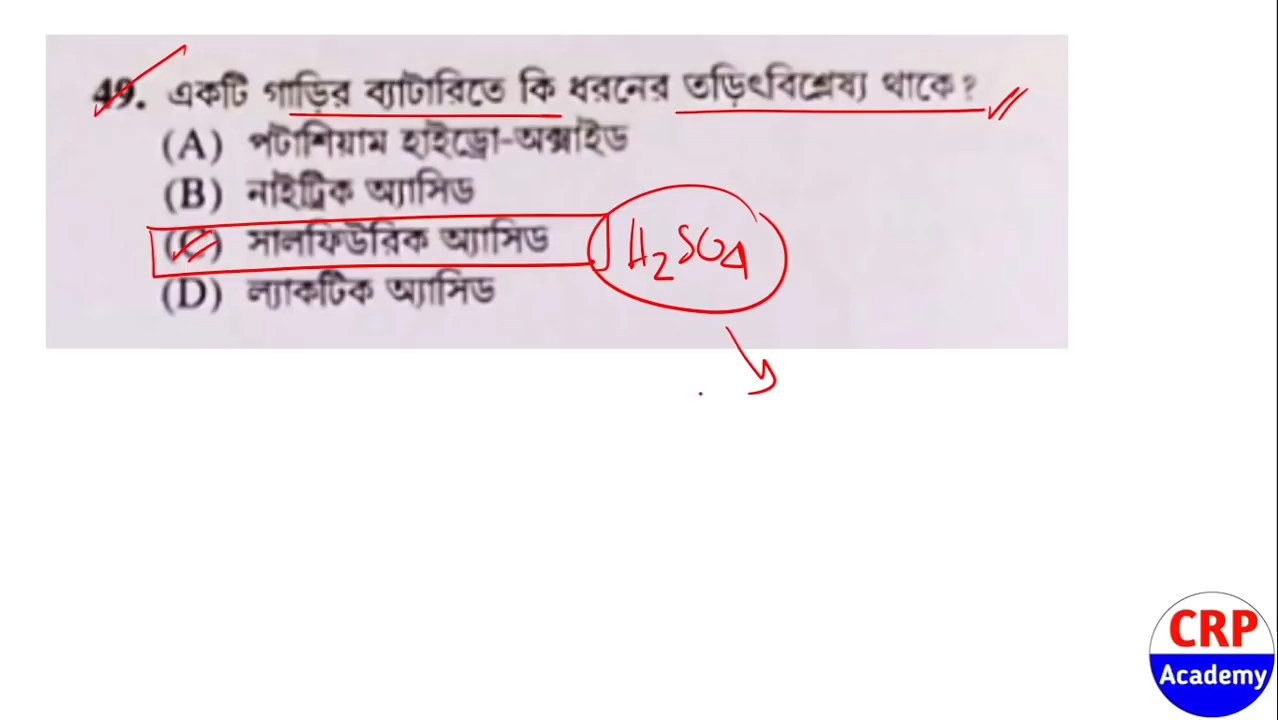 49. একটি গাড়ির ব্যাটারিতে কি ধরনের তড়িৎবিশ্লেষ্য থাকে?
(A) পটাশিয়াম হাইড্রো-অক্সাইড
(B) নাইট্রিক অ্যাসিড
(C) সালফিউরিক অ্যাসিড H₂SO₄
(D) ল্যাকটিক অ্যাসিড
CRP
Academy